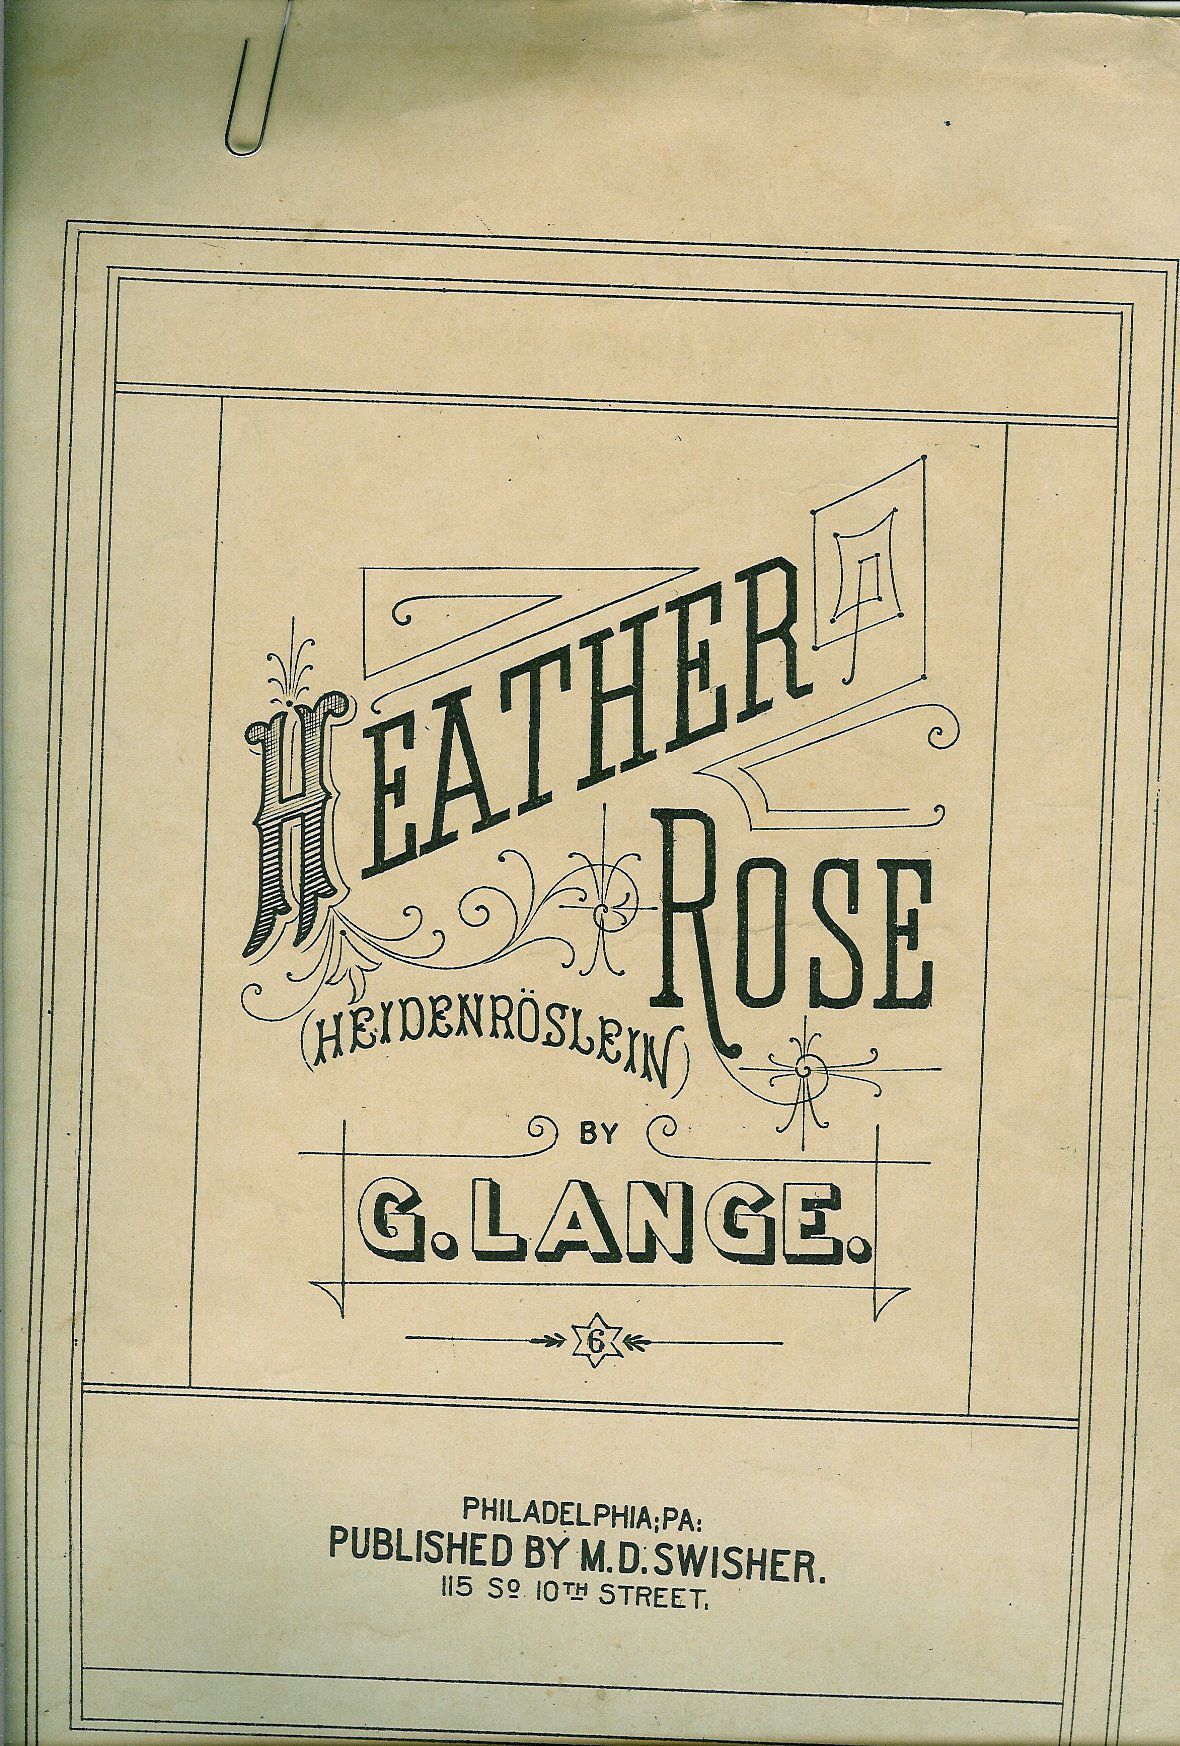 HEATHER
ROSE
(HEIDENRÖSLEIN)
BY
G. LANGE.
6
PHILADELPHIA; PA:
PUBLISHED BY M. D. SWISHER.
115 So 10TH STREET.